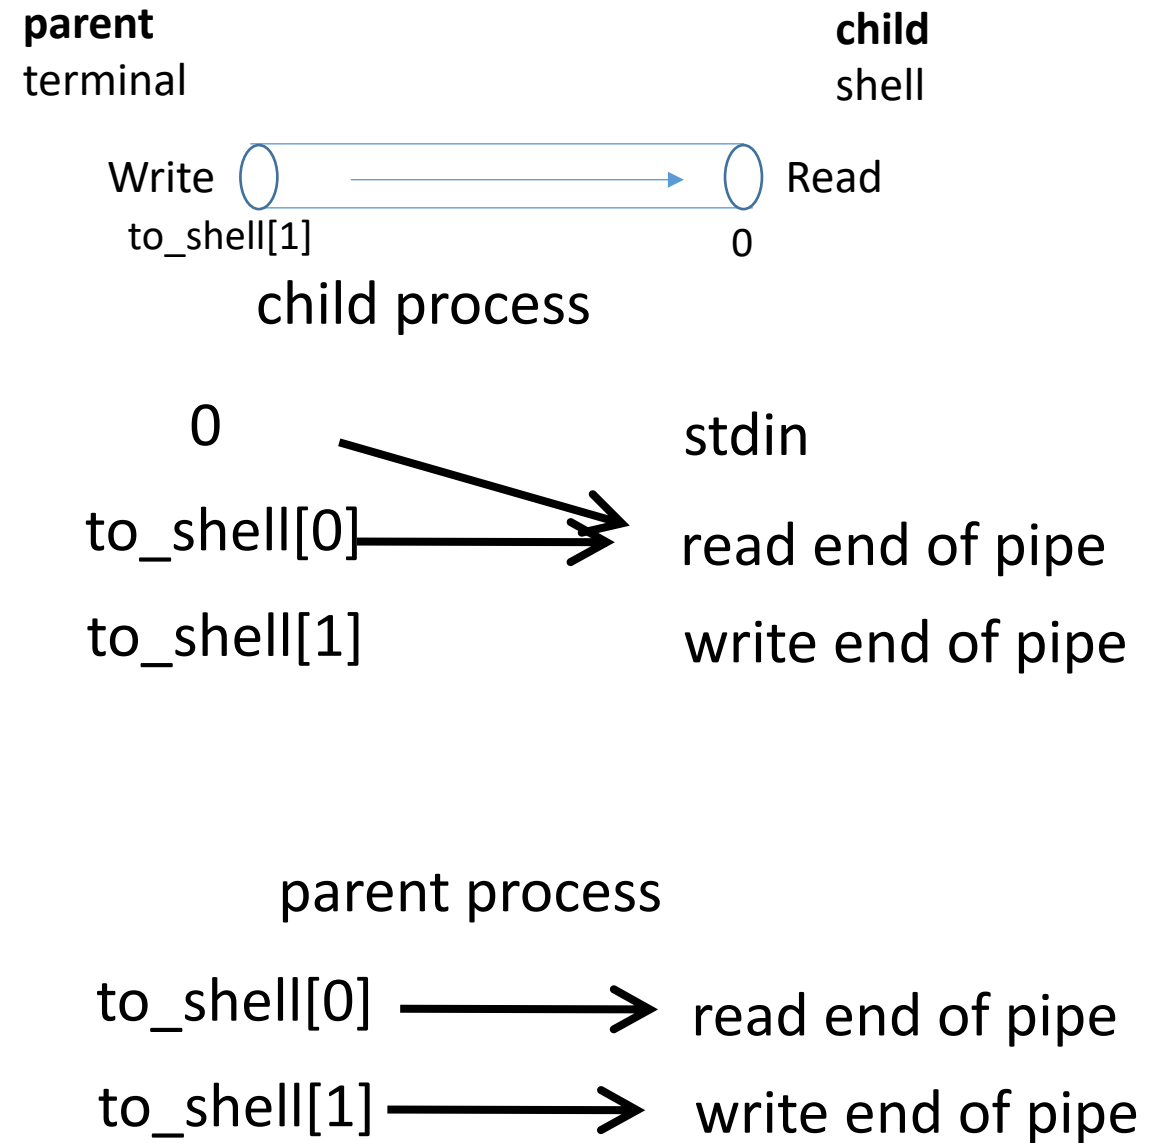 parent
child
terminal
shell
Write
Read
to_shell[1]
0
child process
0
stdin
to_shell[0]
read end of pipe
to_shell[1]
write end of pipe
parent process
to_shell[0]
read end of pipe
to_shell[1]
write end of pipe